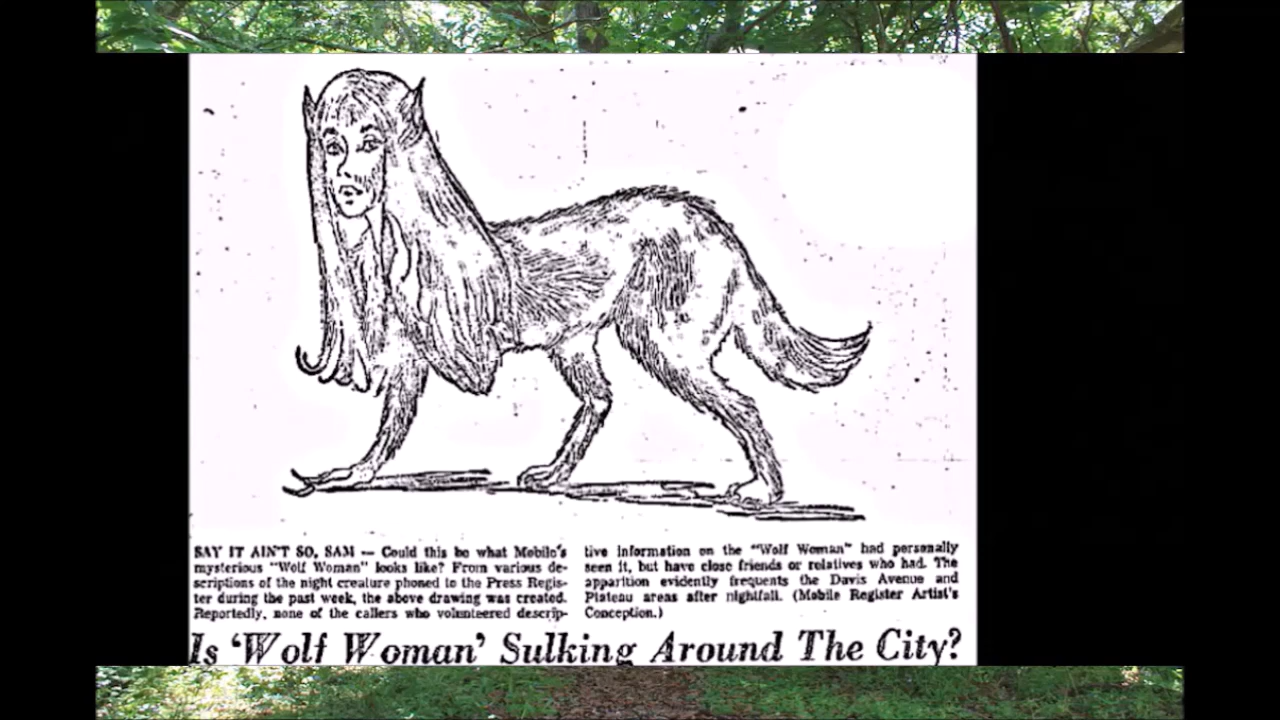 SAY IT AIN'T SO, SAM — Could this be what Mobile's
mysterious "Wolf Woman" looks like? From various de-
scriptions of the night creature phoned to the Press Regis-
ter during the past week, the above drawing was created.
Reportedly, none of the callers who volunteered descrip-
tive information on the "Wolf Woman" had personally
seen it, but have close friends or relatives who had. The
apparition evidently frequents the Davis Avenue and
Plateau areas after nightfall. (Mobile Register Artist's
Conception.)
Is 'Wolf Woman' Sulking Around The City?